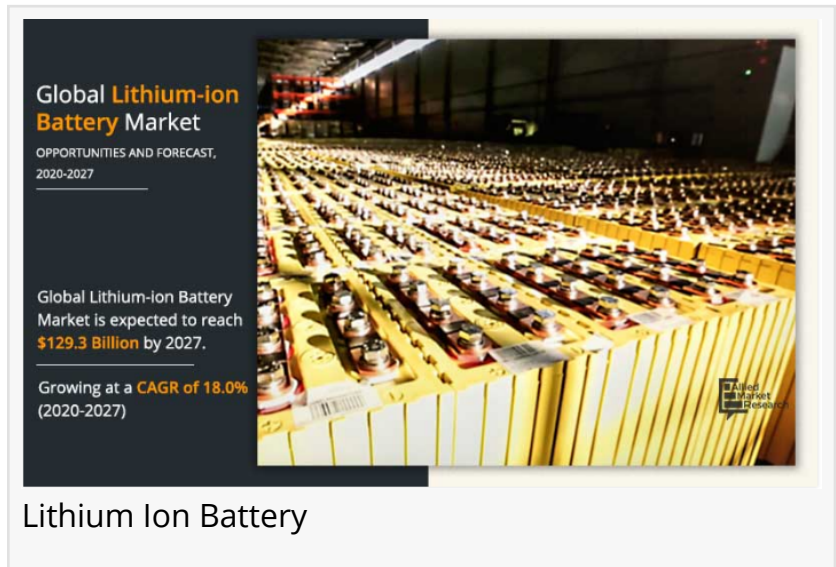 Global Lithium-ion
Battery Market
OPPORTUNITIES AND FORECAST,
2020-2027
Global Lithium-ion Battery
Market is expected to reach
$129.3 Billion by 2027.
Growing at a CAGR of 18.0%
(2020-2027)
Allied
Market
Research
Lithium Ion Battery